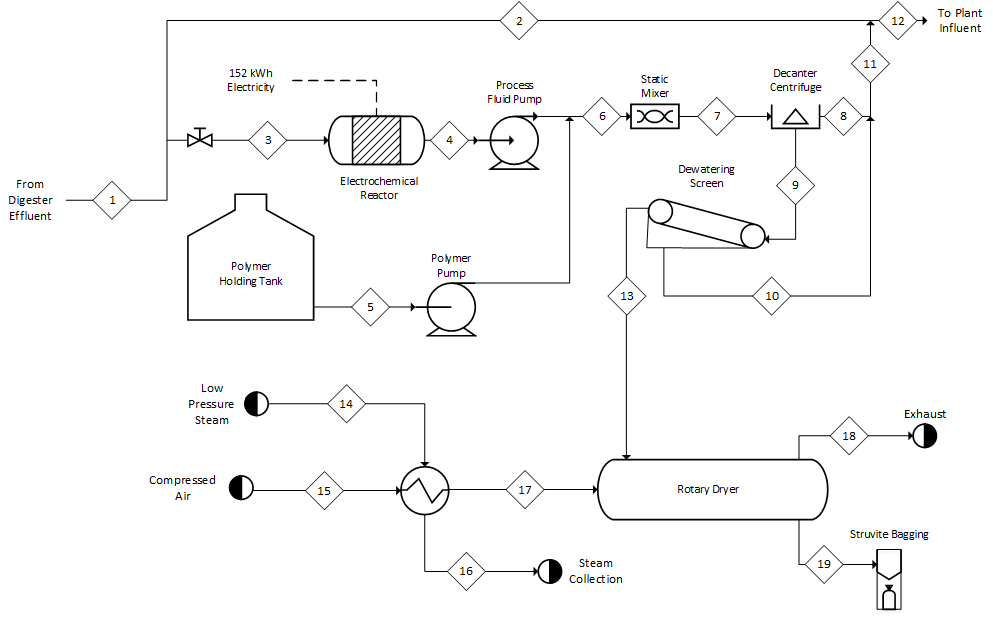 2
12
To Plant
Influent
11
152 kWh
Electricity
Process
Fluid Pump
Static
Mixer
Decanter
Centrifuge
3
4
6
7
8
Electrochemical
Reactor
Dewatering
Screen
9
From
Digester
Effluent
1
Polymer
Holding Tank
Polymer
Pump
5
13
10
Low
Pressure
Steam
14
Compressed
Air
15
17
Rotary Dryer
18
Exhaust
16
Steam
Collection
19
Struvite Bagging